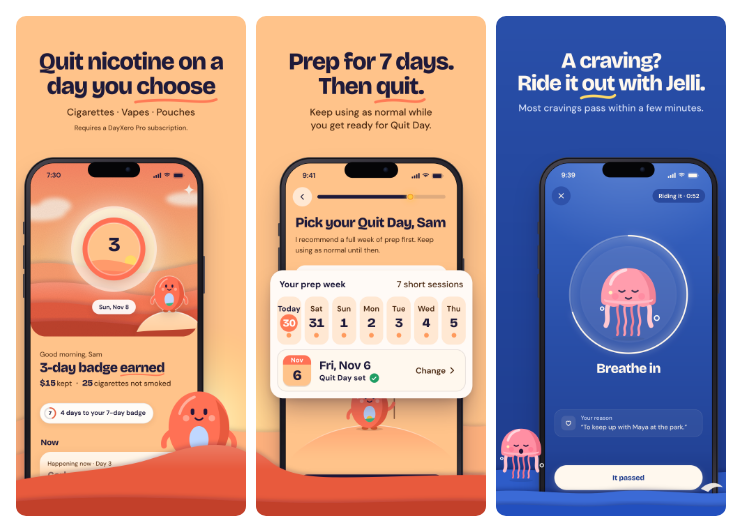 Quit nicotine on a
day you choose
Cigarettes · Vapes · Pouches
Requires a DayXero Pro subscription.
7:30
3
Sun, Nov 8
Good morning, Sam
3-day badge earned
$15 kept · 25 cigarettes not smoked
7 4 days to your 7-day badge
Now
Happening now · Day 3
Prep for 7 days.
Then quit.
Keep using as normal while
you get ready for Quit Day.
9:41
Pick your Quit Day, Sam
I recommend a full week of prep first. Keep
using as normal until then.
Your prep week 7 short sessions
Today Sat Sun Mon Tue Wed Thu
30 31 1 2 3 4 5
Nov
6
Fri, Nov 6
Quit Day set
Change
A craving?
Ride it out with Jelli.
Most cravings pass within a few minutes.
9:39
Riding it · 0:52
Breathe in
Your reason
“To keep up with Maya at the park.”
It passed